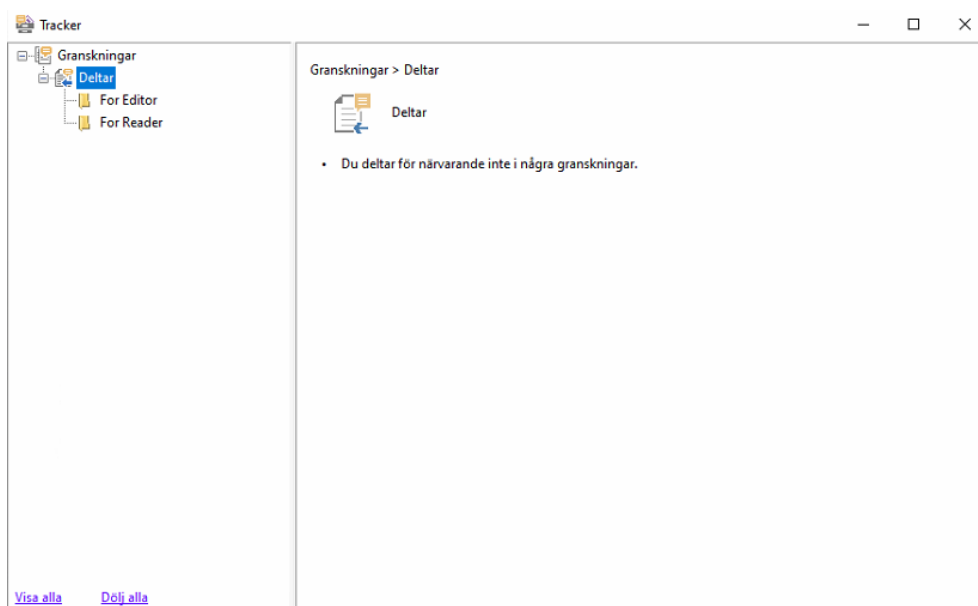 Tracker
Granskningar
Deltar
For Editor
For Reader
Visa alla Dölj alla
Granskningar > Deltar
Deltar
• Du deltar för närvarande inte i några granskningar.